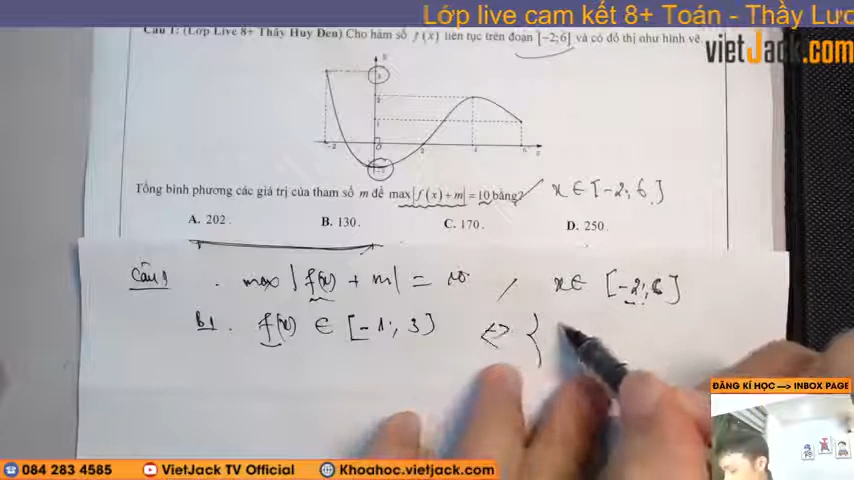 Lớp live cam kết 8+ Toán - Thầy Lưc
vietJack.com
Câu 1: (Lớp Live 8+ Thầy Huy Đen) Cho hàm số f(x) liên tục trên đoạn [-2;6] và có đồ thị như hình vẽ
Tổng bình phương các giá trị của tham số m để max|f(x)+m|=10 bằng? x ∈ [-2; 6]
A. 202. B. 130. C. 170. D. 250.
Câu 1 . max |f(x) + m| = 10 / x ∈ [-2; 6]
B1. f(x) ∈ [-1; 3] <=> {
ĐĂNG KÍ HỌC —> INBOX PAGE
084 283 4585 VietJack TV Official Khoahoc.vietjack.com